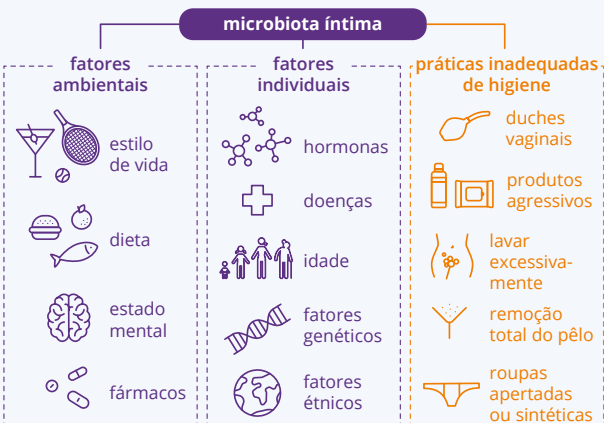 microbiota íntima
fatores
ambientais
estilo
de vida
dieta
estado
mental
fármacos
fatores
individuais
hormonas
doenças
idade
fatores
genéticos
fatores
étnicos
práticas inadequadas
de higiene
duches
vaginais
produtos
agressivos
lavar
excessiva-
mente
remoção
total do pêlo
roupas
apertadas
ou sintéticas